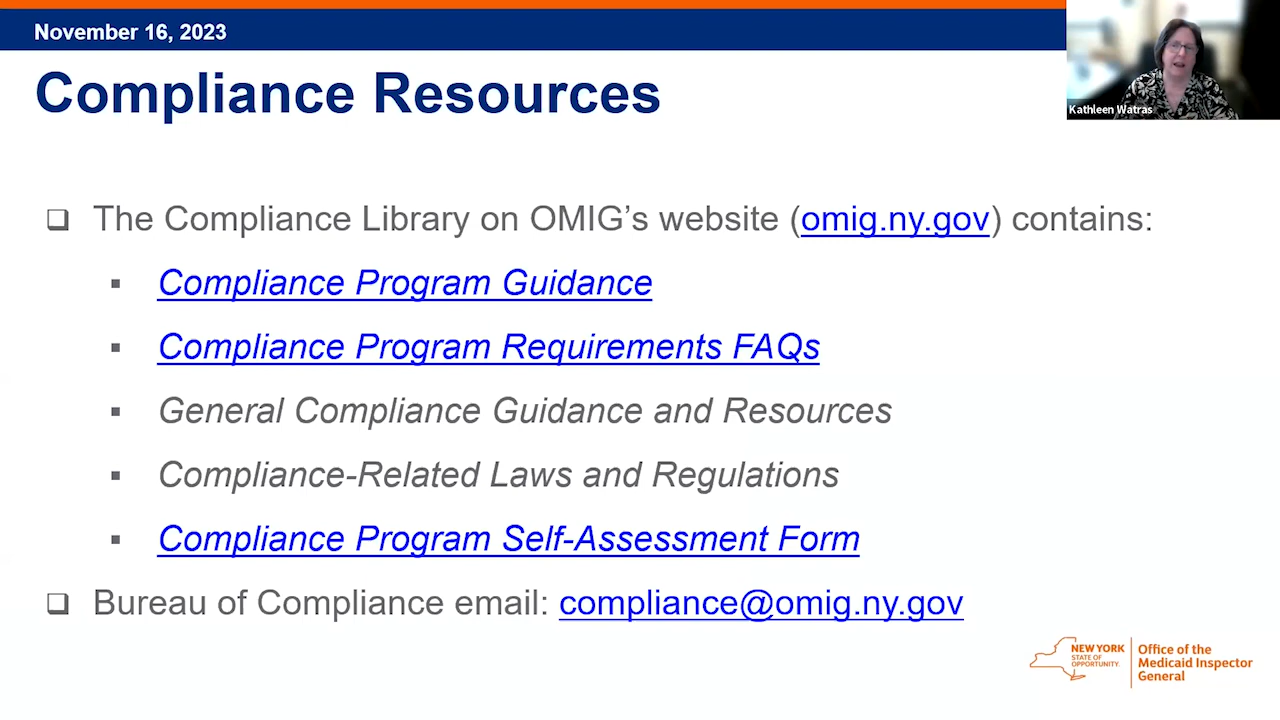 November 16, 2023
Compliance Resources
Kathleen Watras
❑ The Compliance Library on OMIG’s website (omig.ny.gov) contains:
▪ Compliance Program Guidance
▪ Compliance Program Requirements FAQs
▪ General Compliance Guidance and Resources
▪ Compliance-Related Laws and Regulations
▪ Compliance Program Self-Assessment Form
❑ Bureau of Compliance email: compliance@omig.ny.gov
NEW YORK
STATE OF
OPPORTUNITY.
Office of the
Medicaid Inspector
General